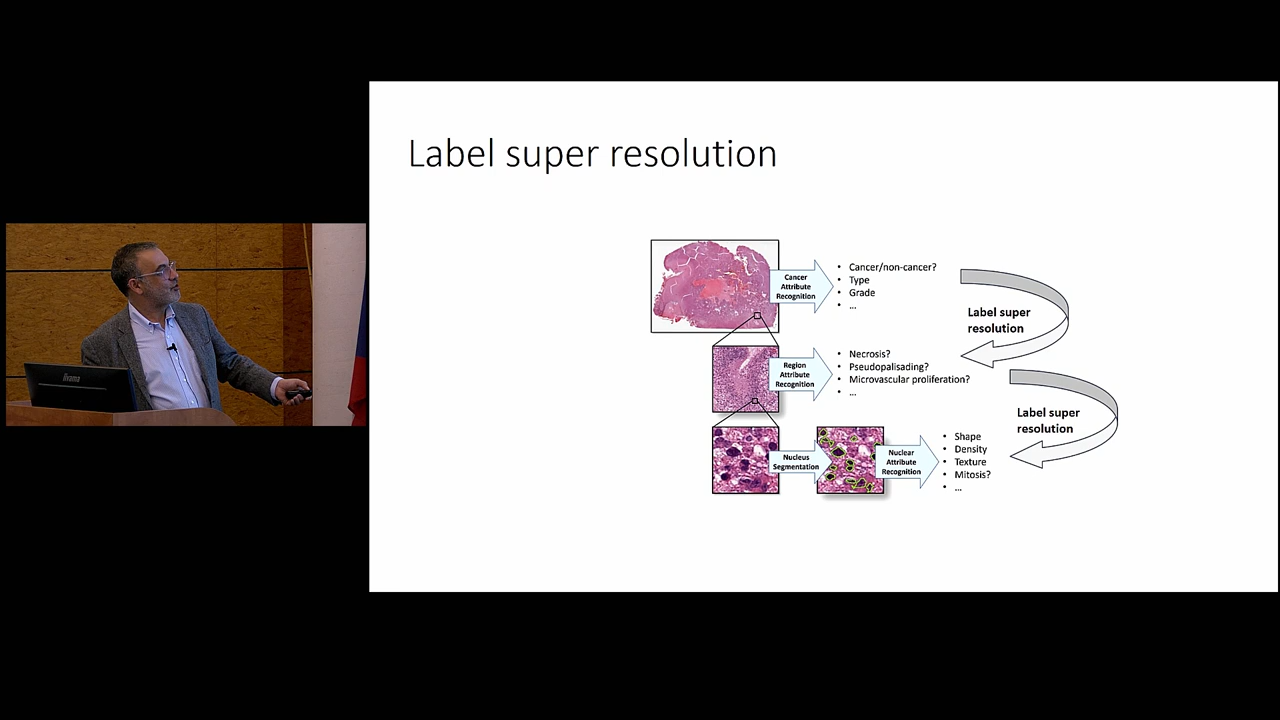 Label super resolution
Cancer
Attribute
Recognition
• Cancer/non-cancer?
• Type
• Grade
• ...
Label super
resolution
Region
Attribute
Recognition
• Necrosis?
• Pseudopalisading?
• Microvascular proliferation?
• ...
Label super
resolution
Nucleus
Segmentation
Nuclear
Attribute
Recognition
• Shape
• Density
• Texture
• Mitosis?
• ...
iiyama